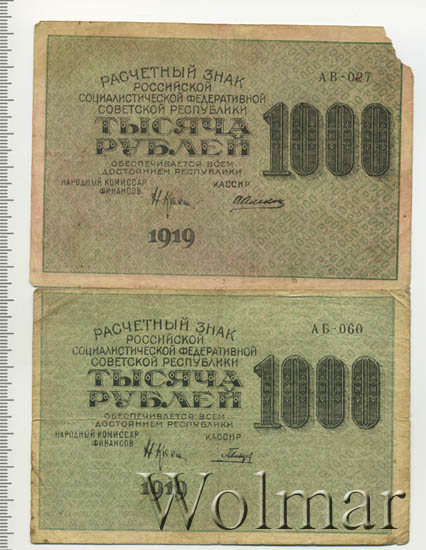 РАСЧЕТНЫЙ ЗНАК
РОССИЙСКОЙ
СОЦИАЛИСТИЧЕСКОЙ ФЕДЕРАТИВНОЙ
СОВЕТСКОЙ РЕСПУБЛИКИ
ТЫСЯЧА
РУБЛЕЙ
ОБЕСПЕЧИВАЕТСЯ ВСЕМ
ДОСТОЯНИЕМ РЕСПУБЛИКИ
НАРОДНЫЙ КОМИССАР
ФИНАНСОВ
КАССИР
АВ-027
1000
1919
РАСЧЕТНЫЙ ЗНАК
РОССИЙСКОЙ
СОЦИАЛИСТИЧЕСКОЙ ФЕДЕРАТИВНОЙ
СОВЕТСКОЙ РЕСПУБЛИКИ
ТЫСЯЧА
РУБЛЕЙ
ОБЕСПЕЧИВАЕТСЯ ВСЕМ
ДОСТОЯНИЕМ РЕСПУБЛИКИ
НАРОДНЫЙ КОМИССАР
ФИНАНСОВ
КАССИР
АБ-060
1000
1919
Wolmar